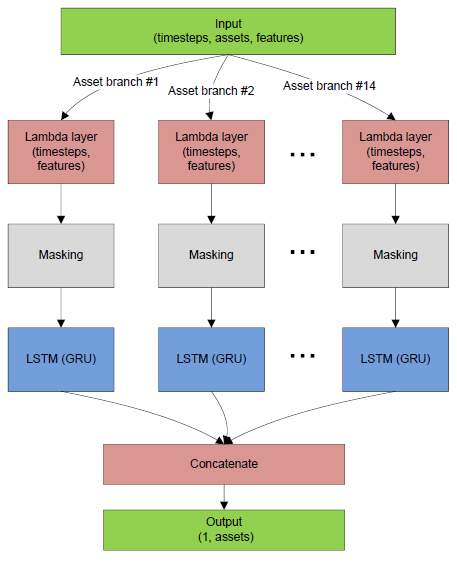 Input
(timesteps, assets, features)
Asset branch #1
Asset branch #2
Asset branch #14
Lambda layer
(timesteps,
features)
Lambda layer
(timesteps,
features)
...
Lambda layer
(timesteps,
features)
Masking
Masking
...
Masking
LSTM (GRU)
LSTM (GRU)
...
LSTM (GRU)
Concatenate
Output
(1, assets)